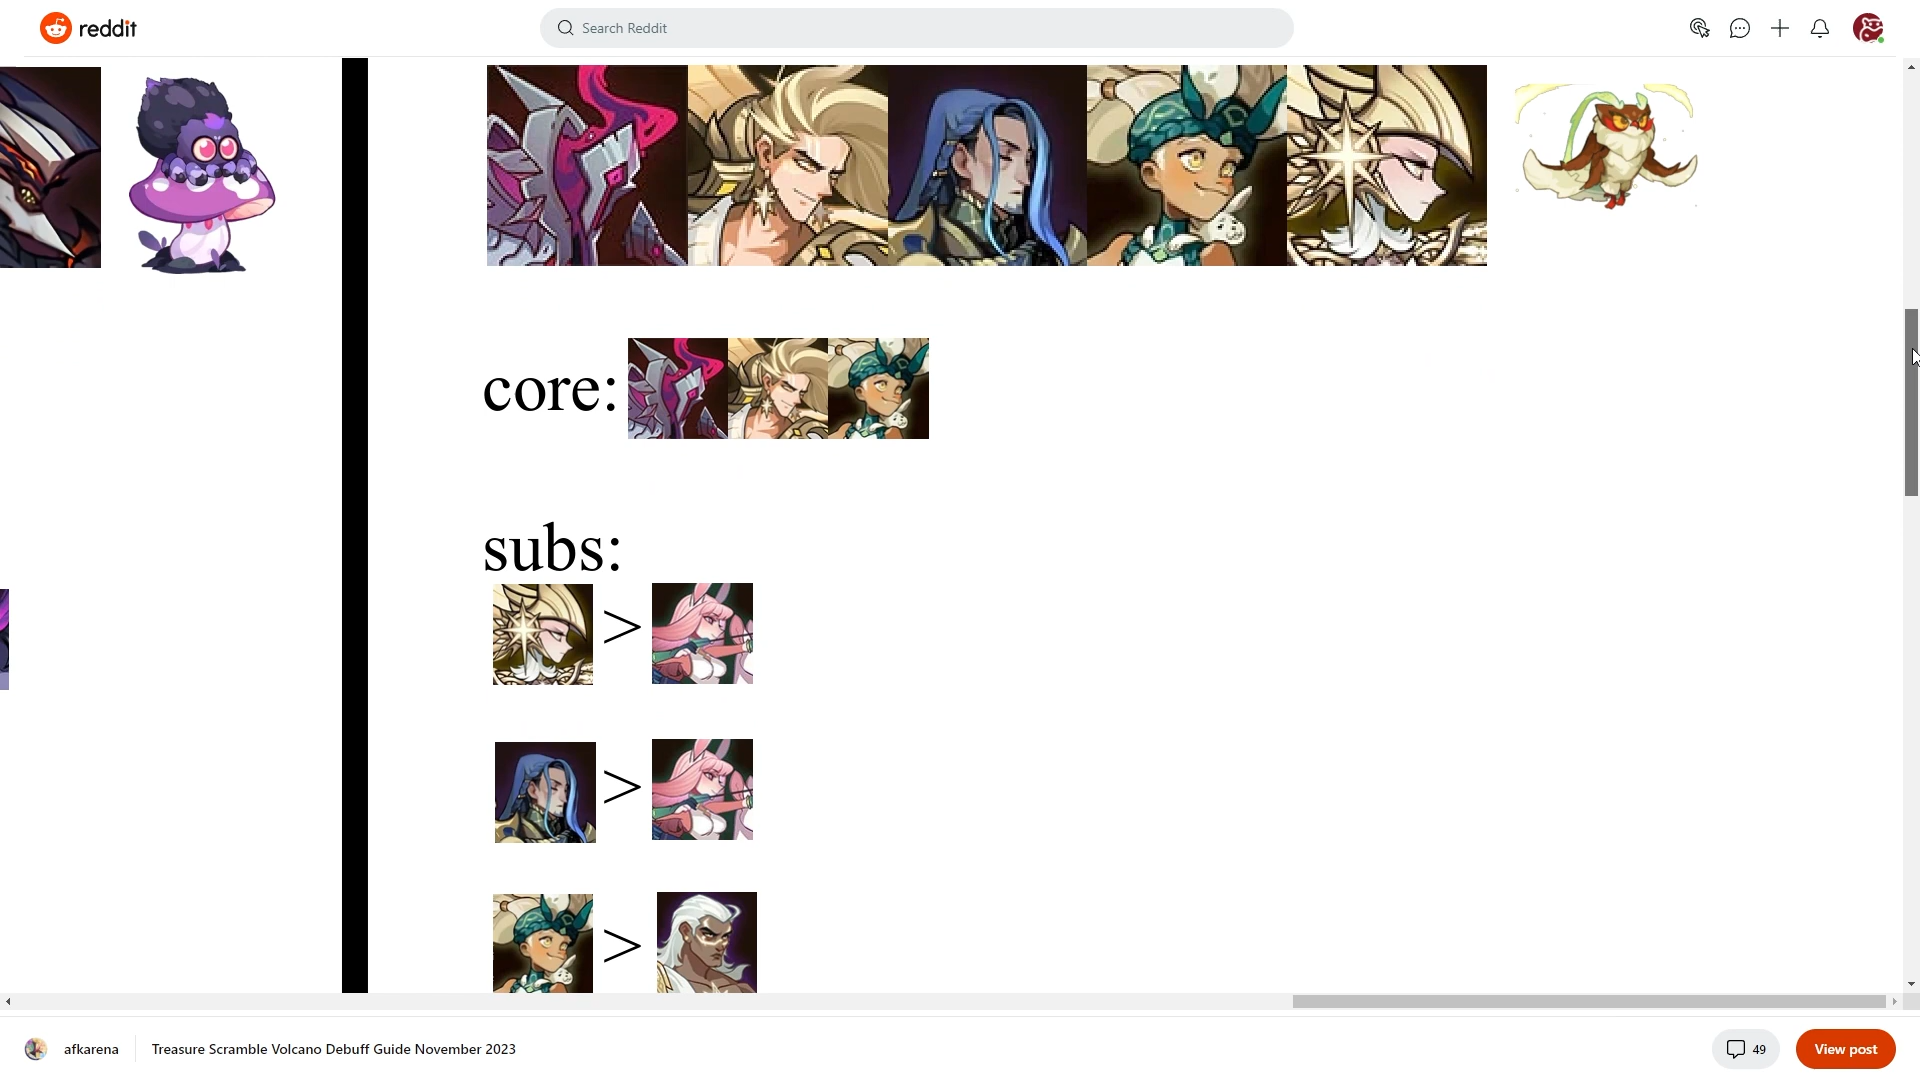 reddit
Search Reddit
core:
subs:
>
>
>
afkarena
Treasure Scramble Volcano Debuff Guide November 2023
49
View post